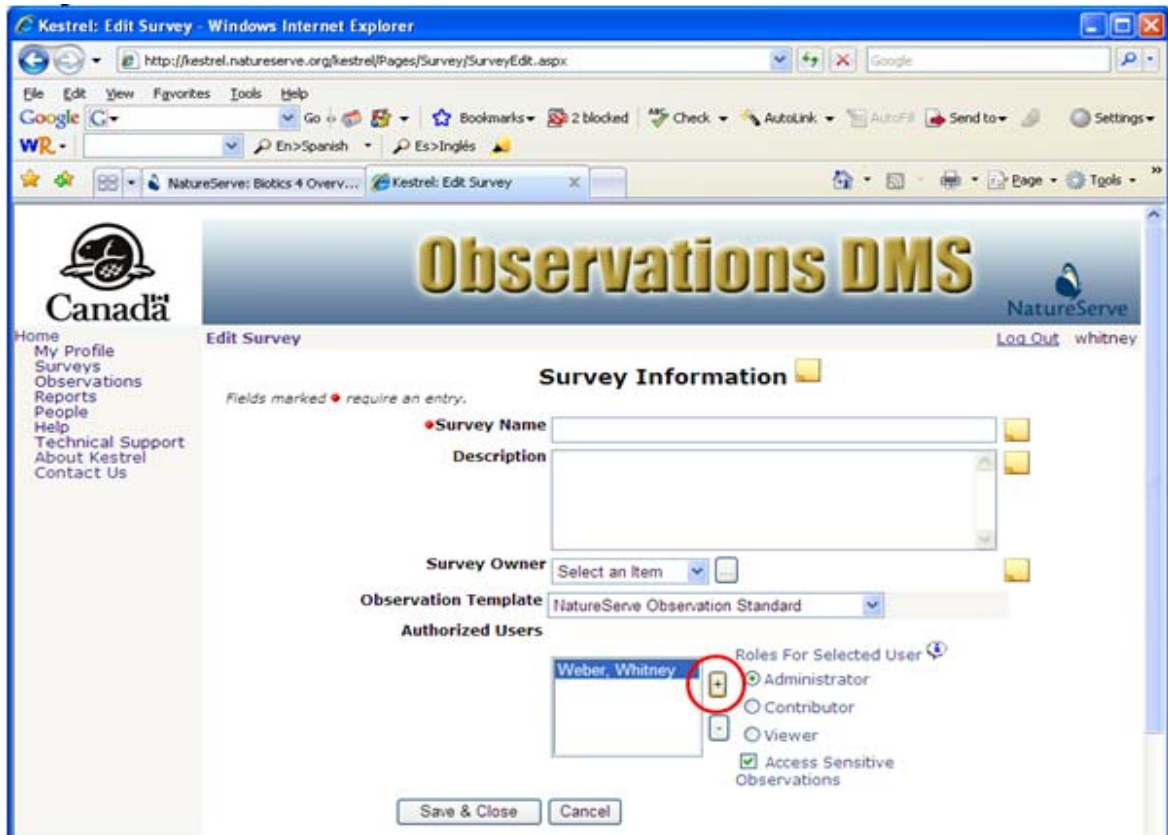 Kestrel: Edit Survey - Windows Internet Explorer
http://kestrel.natureserve.org/kestrel/Pages/Survey/SurveyEdit.aspx Google
File Edit View Favorites Tools Help
Google G Go Bookmarks 2 blocked Check AutoLink AutoFill Send to Settings
WR. En>Spanish Es>Inglés
NatureServe: Biotics 4 Overv... Kestrel: Edit Survey Page Tools »
Canada
Observations DMS
NatureServe
Home
My Profile
Surveys
Observations
Reports
People
Help
Technical Support
About Kestrel
Contact Us
Edit Survey Log Out whitney
Survey Information
Fields marked require an entry.
Survey Name
Description
Survey Owner Select an Item ...
Observation Template NatureServe Observation Standard
Authorized Users
Weber, Whitney
+
-
Roles For Selected User
Administrator
Contributor
Viewer
Access Sensitive
Observations
Save & Close Cancel